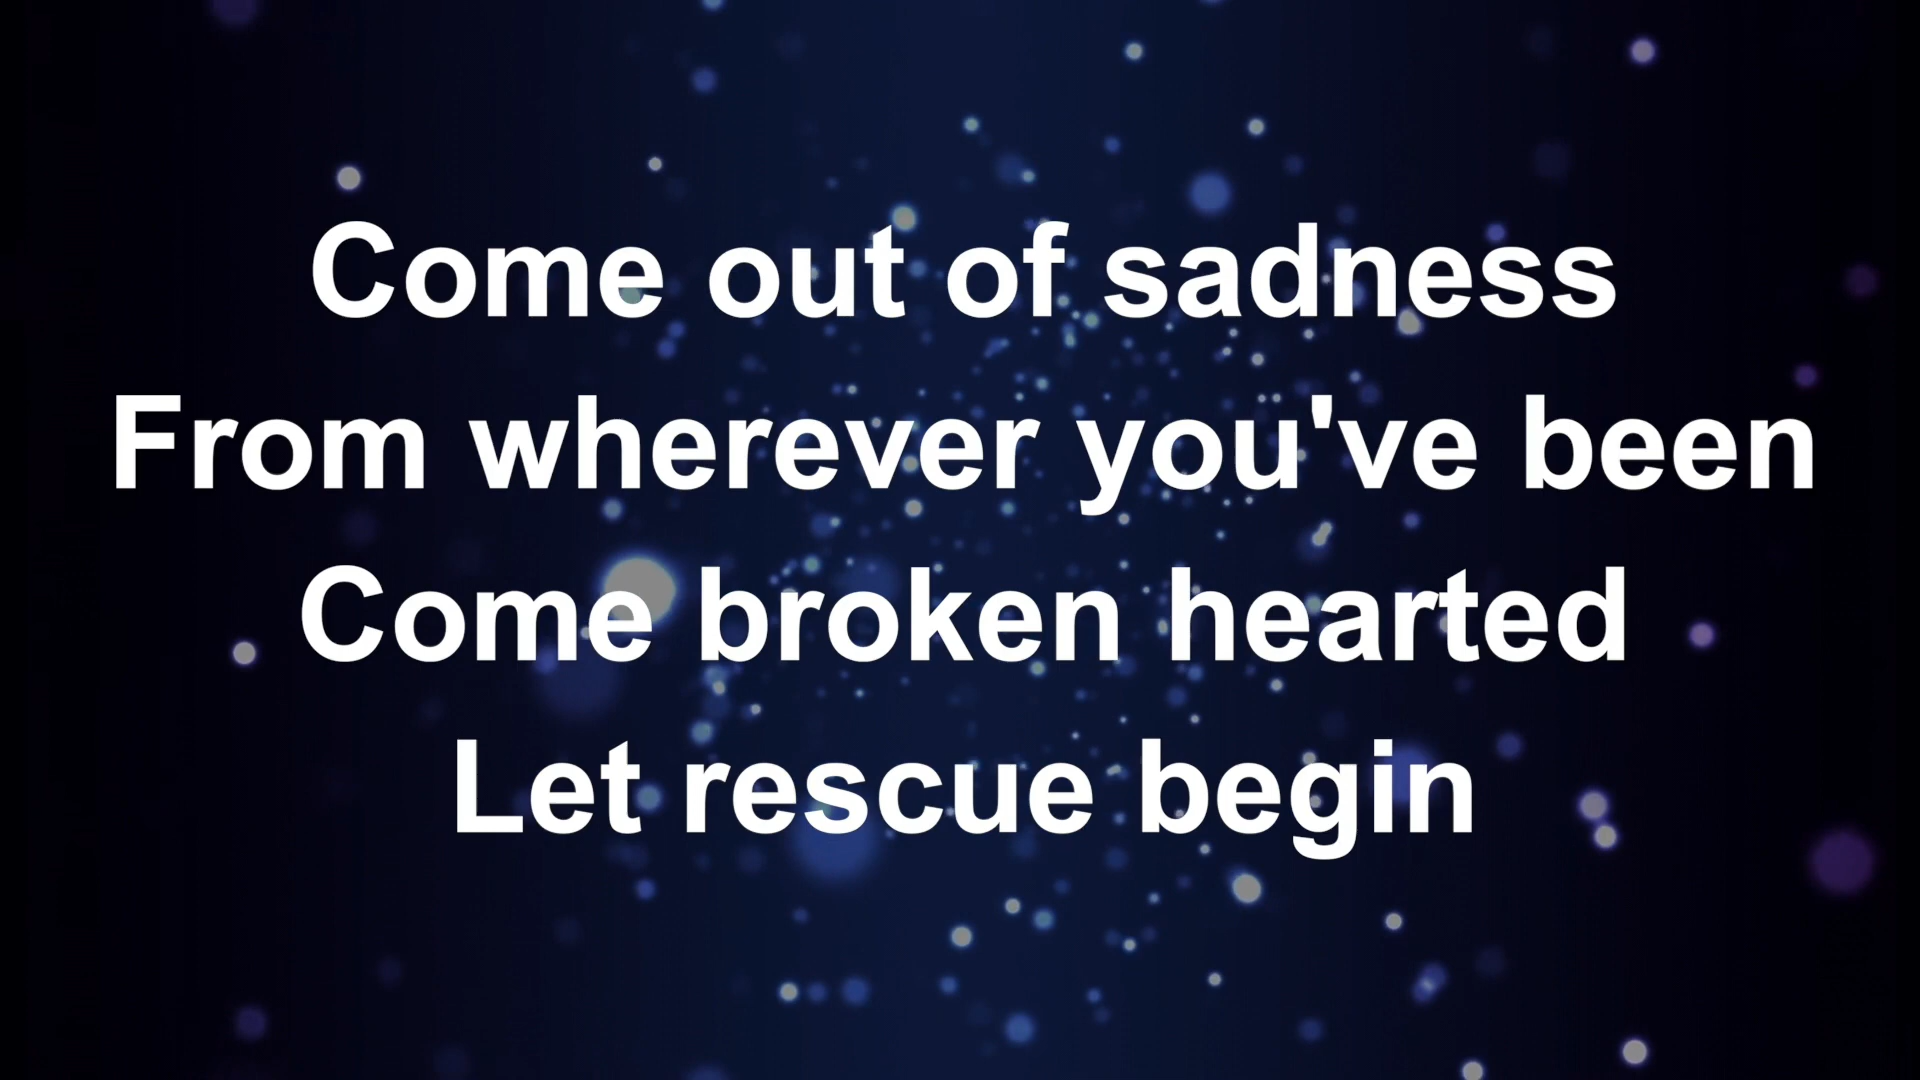 Come out of sadness
From wherever you've been
Come broken hearted
Let rescue begin